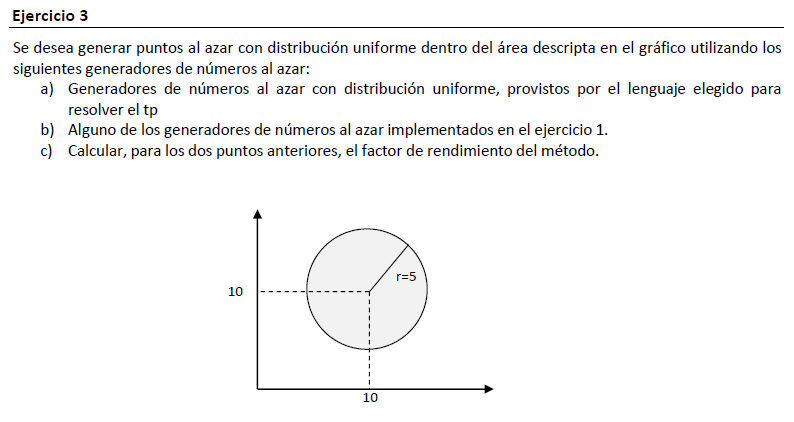 Ejercicio 3
Se desea generar puntos al azar con distribución uniforme dentro del área descripta en el gráfico utilizando los
siguientes generadores de números al azar:
a) Generadores de números al azar con distribución uniforme, provistos por el lenguaje elegido para
resolver el tp
b) Alguno de los generadores de números al azar implementados en el ejercicio 1.
c) Calcular, para los dos puntos anteriores, el factor de rendimiento del método.
r=5
10
10